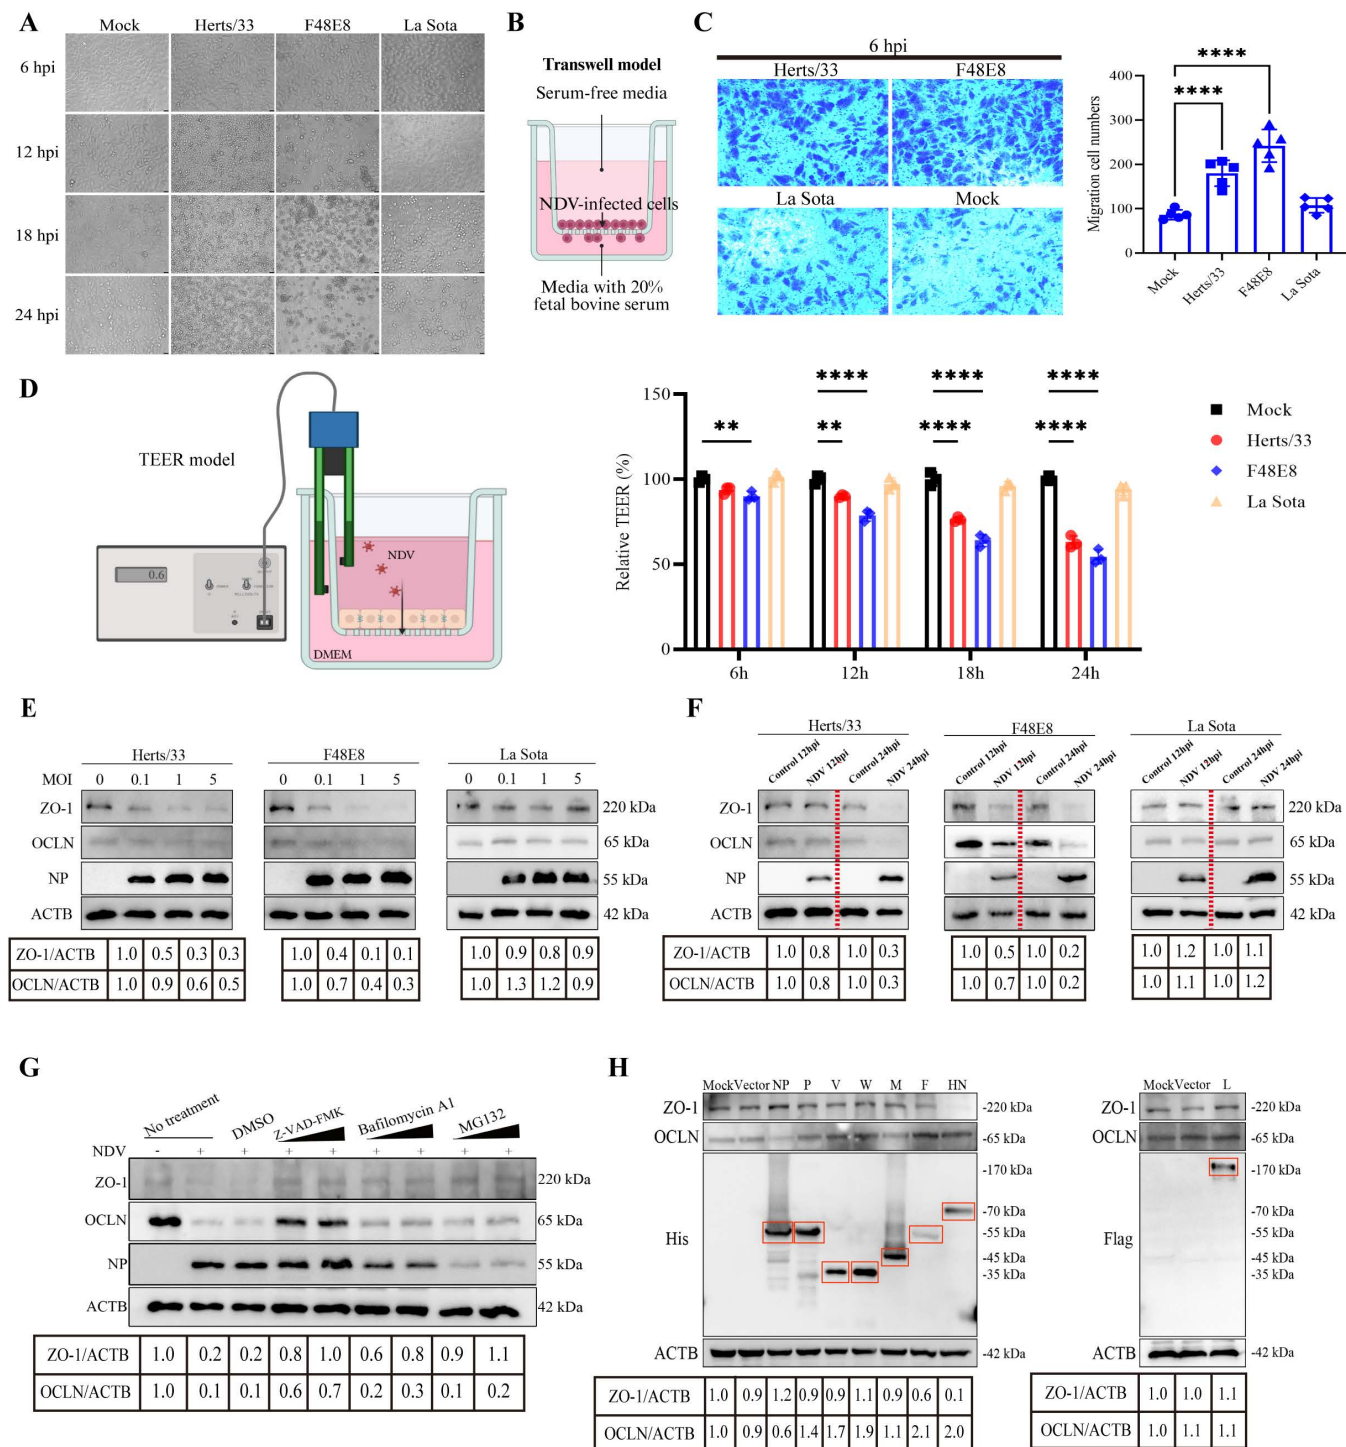 A
Mock Herts/33 F48E8 La Sota
6 hpi
12 hpi
18 hpi
24 hpi
B
Transwell model
Serum-free media
NDV-infected cells
Media with 20%
fetal bovine serum
C
6 hpi
Herts/33 F48E8
La Sota Mock
**** 
****
Migration cell numbers
400
300
200
100
0
Mock Herts/33 F48E8 La Sota
D
TEER model
0.6
NDV
DMEM
Relative TEER (%)
150
100
50
0
** 
**** **
**** ****
**** ****
6h 12h 18h 24h
Mock
Herts/33
F48E8
La Sota
E
Herts/33 F48E8 La Sota
MOI 0 0.1 1 5 0 0.1 1 5 0 0.1 1 5
ZO-1 220 kDa
OCLN 65 kDa
NP 55 kDa
ACTB 42 kDa
ZO-1/ACTB 1.0 0.5 0.3 0.3 1.0 0.4 0.1 0.1 1.0 0.9 0.8 0.9
OCLN/ACTB 1.0 0.9 0.6 0.5 1.0 0.7 0.4 0.3 1.0 1.3 1.2 0.9
F
Herts/33 F48E8 La Sota
Control 12hpi NDV 12hpi Control 24hpi NDV 24hpi Control 12hpi NDV 12hpi Control 24hpi NDV 24hpi Control 12hpi NDV 12hpi Control 24hpi NDV 24hpi
ZO-1 220 kDa
OCLN 65 kDa
NP 55 kDa
ACTB 42 kDa
ZO-1/ACTB 1.0 0.8 1.0 0.3 1.0 0.5 1.0 0.2 1.0 1.2 1.0 1.1
OCLN/ACTB 1.0 0.8 1.0 0.3 1.0 0.7 1.0 0.2 1.0 1.1 1.0 1.2
G
No treatment DMSO Z-VAD-FMK Bafilomycin A1 MG132
NDV - + + + + + + + +
ZO-1 220 kDa
OCLN 65 kDa
NP 55 kDa
ACTB 42 kDa
ZO-1/ACTB 1.0 0.2 0.2 0.8 1.0 0.6 0.8 0.9 1.1
OCLN/ACTB 1.0 0.1 0.1 0.6 0.7 0.2 0.3 0.1 0.2
H
Mock Vector NP P V W M F HN
ZO-1 -220 kDa
OCLN -65 kDa
-170 kDa
-70 kDa
-55 kDa
His
-45 kDa
-35 kDa
ACTB -42 kDa
ZO-1/ACTB 1.0 0.9 1.2 0.9 0.9 1.1 0.9 0.6 0.1
OCLN/ACTB 1.0 0.9 0.6 1.4 1.7 1.9 1.1 2.1 2.0
Mock Vector L
ZO-1 -220 kDa
OCLN -65 kDa
-170 kDa
-70 kDa
-55 kDa
Flag
-45 kDa
-35 kDa
ACTB -42 kDa
ZO-1/ACTB 1.0 1.0 1.1
OCLN/ACTB 1.0 1.1 1.1